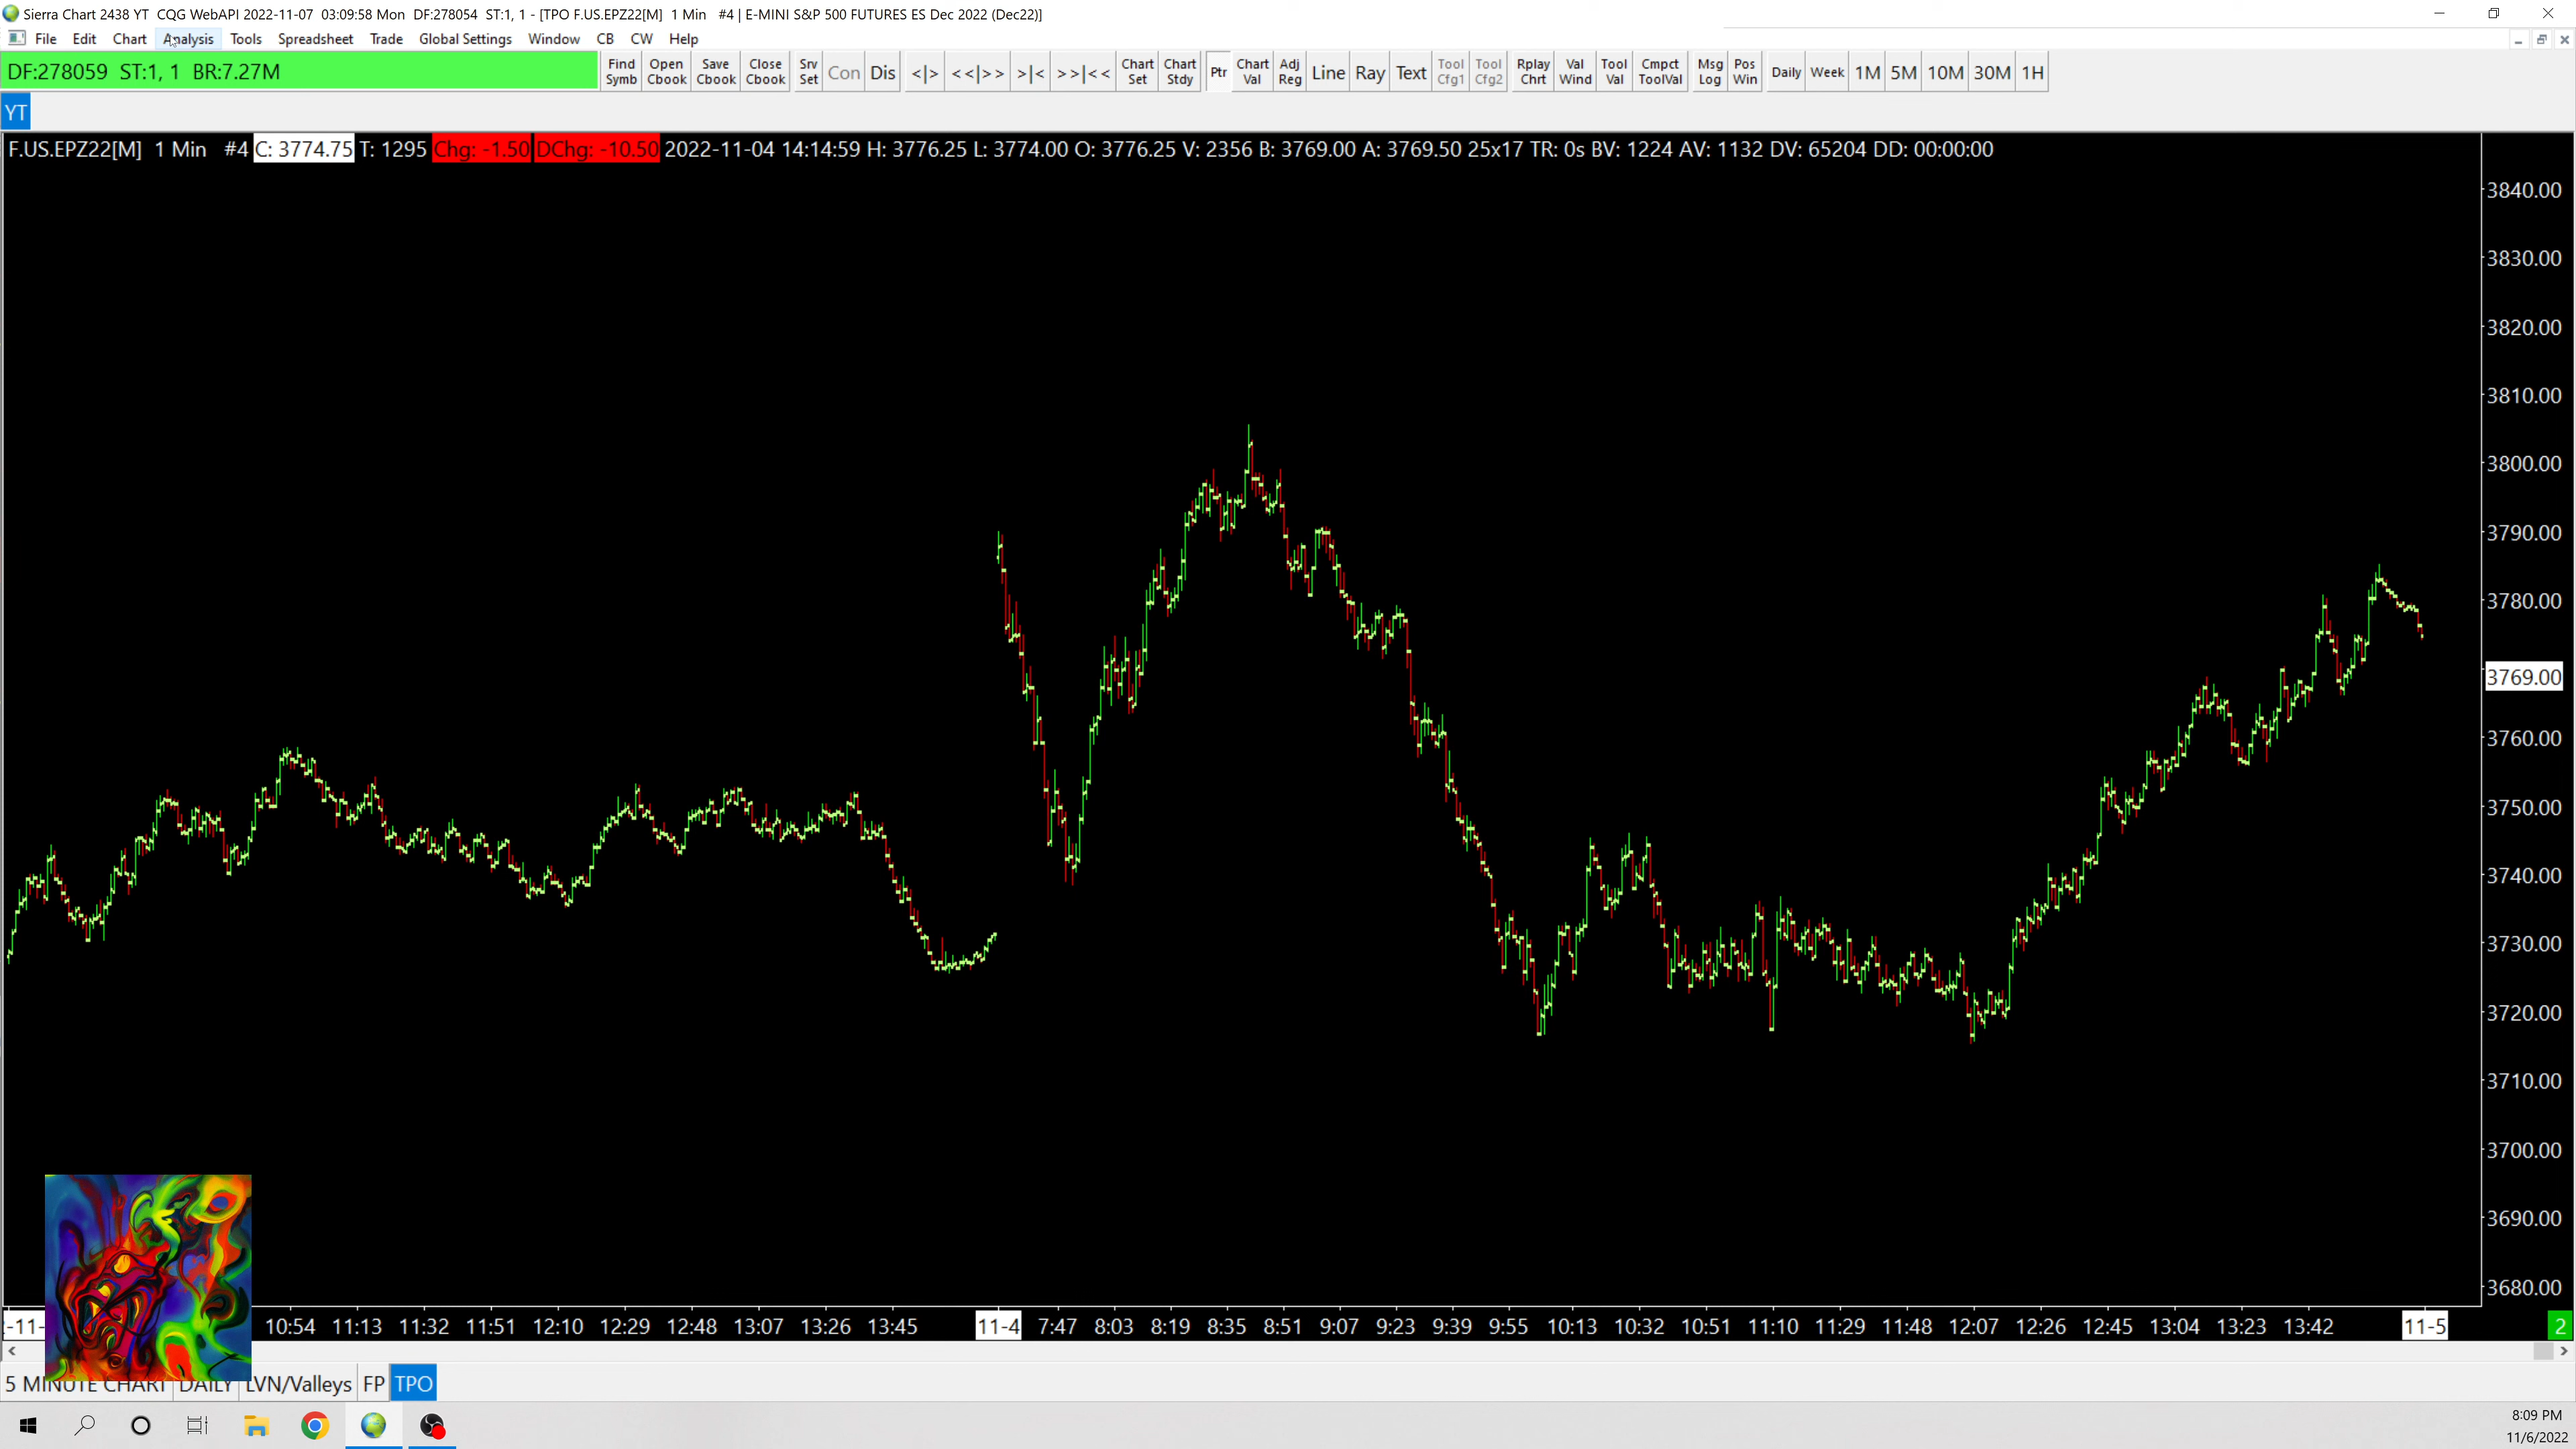 Sierra Chart 2438 YT  CQG WebAPI 2022-11-07  03:09:58 Mon  DF:278054  ST:1, 1 - [TPO F.US.EPZ22[M]  1 Min  #4 | E-MINI S&P 500 FUTURES ES Dec 2022 (Dec22)]
File Edit Chart Analysis Tools Spreadsheet Trade Global Settings Window CB CW Help
DF:278059  ST:1, 1  BR:7.27M
Find Symb Open Cbook Save Cbook Close Cbook Srv Set Con Dis <|> <<|>> >|< >>|<< Chart Set Chart Stdy Ptr Chart Val Adj Reg Line Ray Text Tool Cfg1 Tool Cfg2 Rplay Chrt Val Wind Tool Val Cmpct ToolVal Msg Log Pos Win Daily Week 1M 5M 10M 30M 1H
YT
F.US.EPZ22[M]  1 Min  #4 C: 3774.75 T: 1295 Chg: -1.50 DChg: -10.50 2022-11-04 14:14:59 H: 3776.25 L: 3774.00 O: 3776.25 V: 2356 B: 3769.00 A: 3769.50 25x17 TR: 0s BV: 1224 AV: 1132 DV: 65204 DD: 00:00:00
3840.00
3830.00
3820.00
3810.00
3800.00
3790.00
3780.00
3769.00
3760.00
3750.00
3740.00
3730.00
3720.00
3710.00
3700.00
3690.00
3680.00
-11- 10:54 11:13 11:32 11:51 12:10 12:29 12:48 13:07 13:26 13:45 11-4 7:47 8:03 8:19 8:35 8:51 9:07 9:23 9:39 9:55 10:13 10:32 10:51 11:10 11:29 11:48 12:07 12:26 12:45 13:04 13:23 13:42 11-5 2
5 MINUTE CHART DAILY LVN/Valleys FP TPO
8:09 PM
11/6/2022